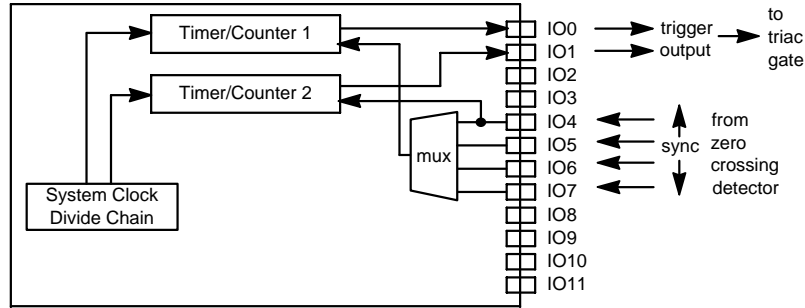 Timer/Counter 1
Timer/Counter 2
System Clock
Divide Chain
mux
IO0
IO1
IO2
IO3
IO4
IO5
IO6
IO7
IO8
IO9
IO10
IO11
trigger
output
to
triac
gate
sync
from
zero
crossing
detector